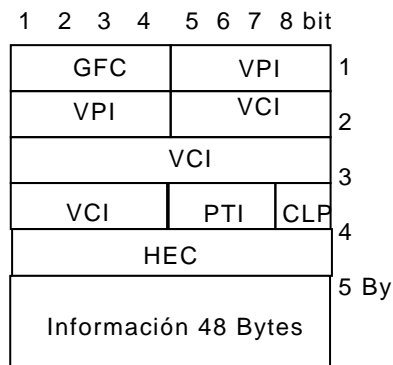 1 2 3 4 5 6 7 8 bit
GFC VPI 1
VPI VCI 2
VCI 3
VCI PTI CLP 4
HEC
5 By
Información 48 Bytes